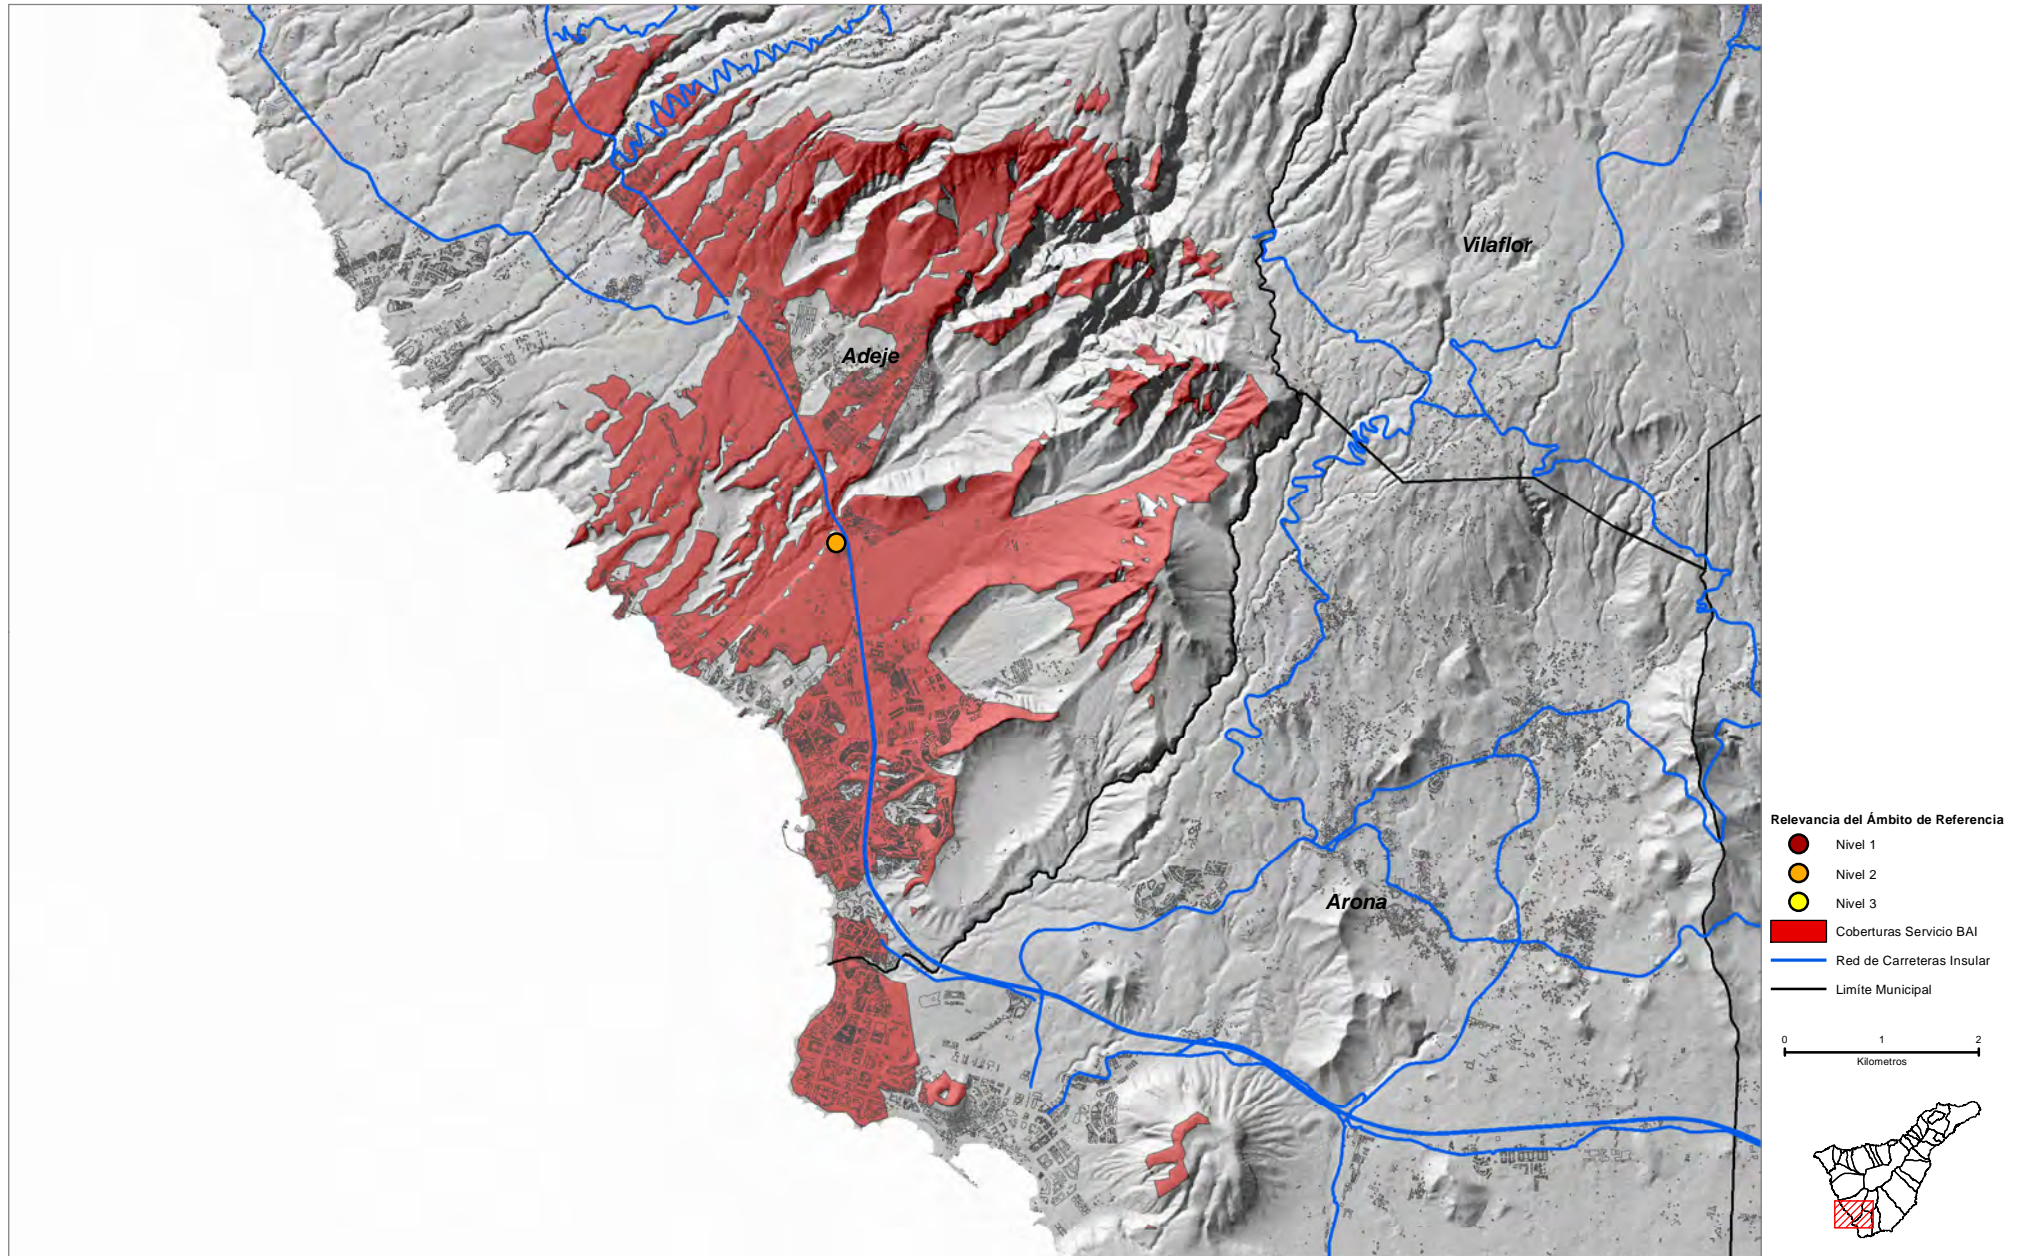 Vilaflor
Adeje
Arona
Relevancia del Ámbito de Referencia
Nivel 1
Nivel 2
Nivel 3
Coberturas Servicio BAI
Red de Carreteras Insular
Limíte Municipal
0 1 2
Kilometros